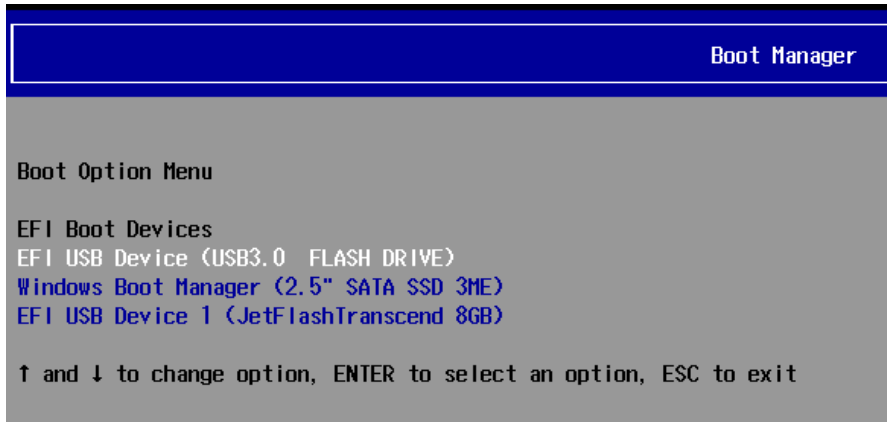 Boot Manager
Boot Option Menu
EFI Boot Devices
EFI USB Device (USB3.0 FLASH DRIVE)
Windows Boot Manager (2.5" SATA SSD 3ME)
EFI USB Device 1 (JetFlashTranscend 8GB)
↑ and ↓ to change option, ENTER to select an option, ESC to exit